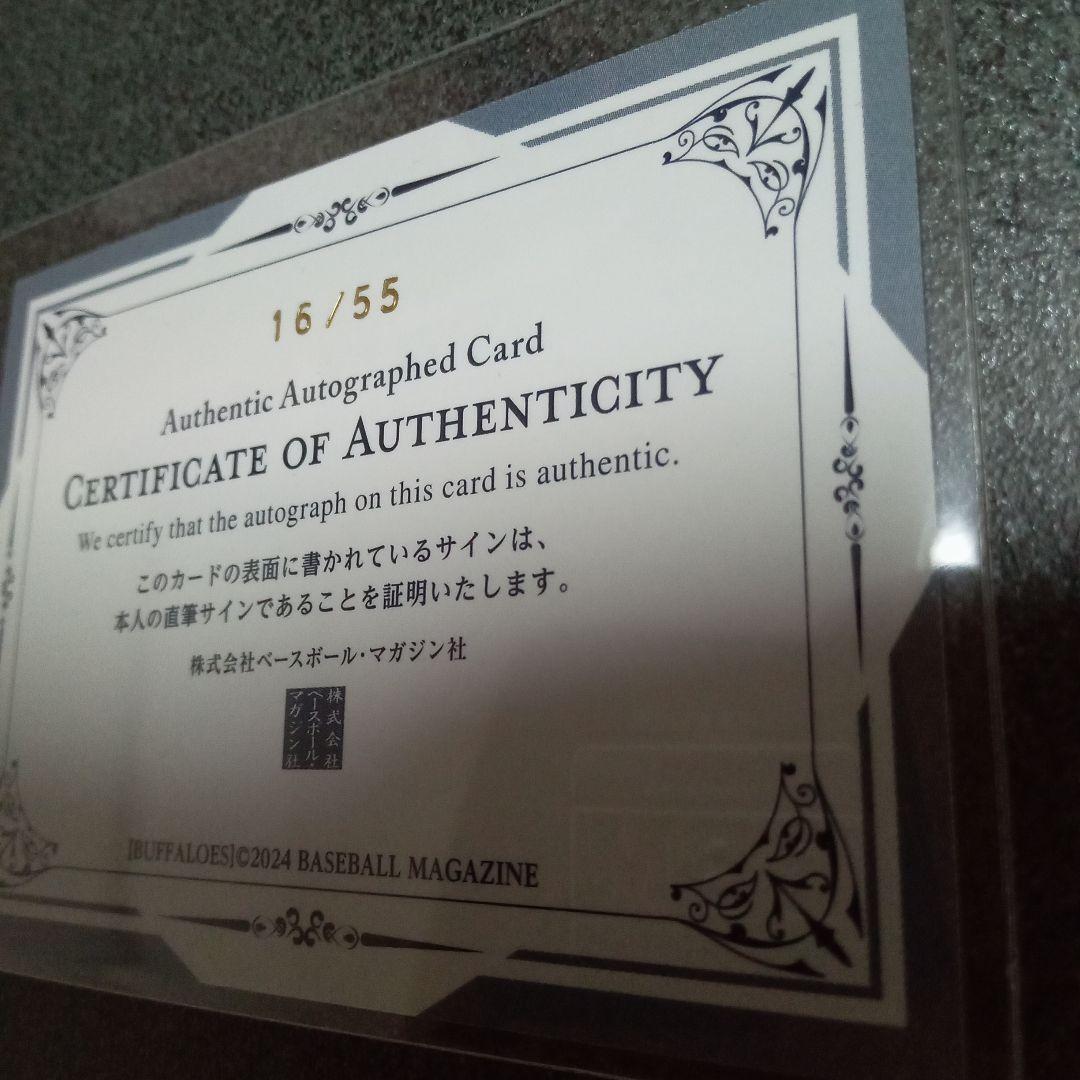 16/55
Authentic Autographed Card
CERTIFICATE OF AUTHENTICITY
We certify that the autograph on this card is authentic.
このカードの表面に書かれているサインは、
本人の直筆サインであることを証明いたします。
株式会社ベースボール・マガジン社
株式会社
ベースボール・
マガジン社
[BUFFALOES]©2024 BASEBALL MAGAZINE